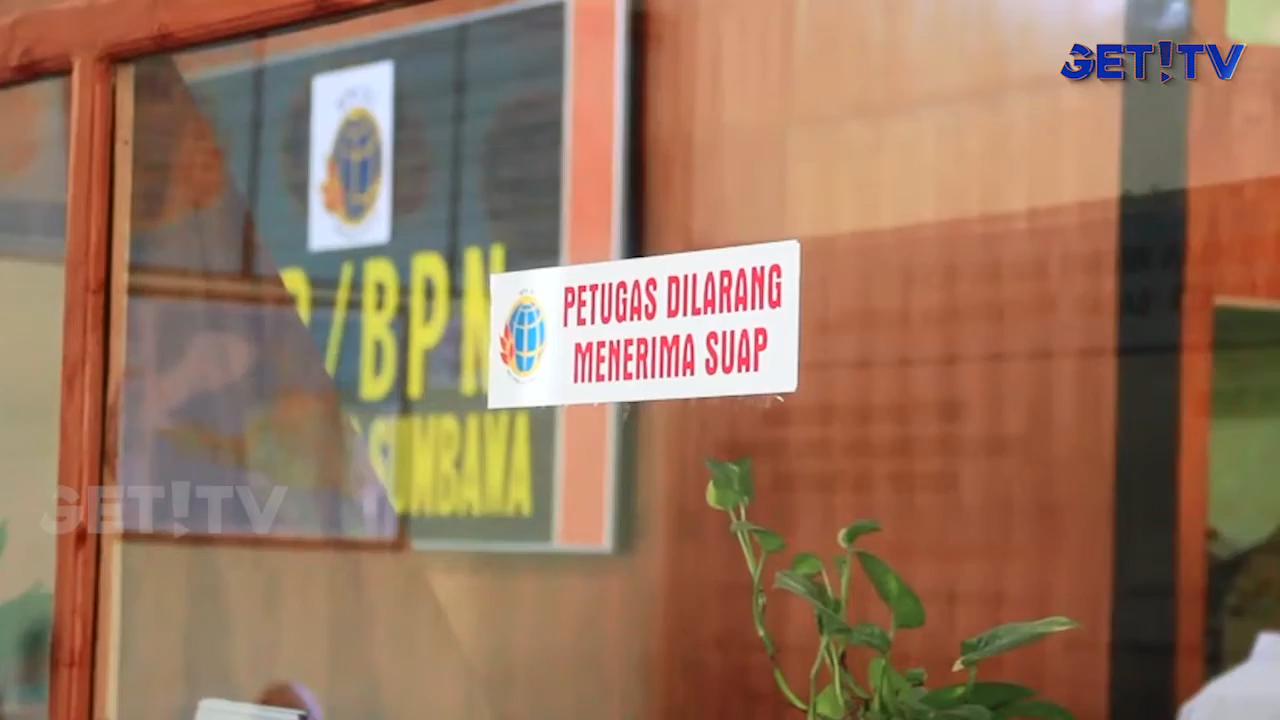 GET!TV
/BPN
SUMBAWA
PETUGAS DILARANG
MENERIMA SUAP
GET!TV